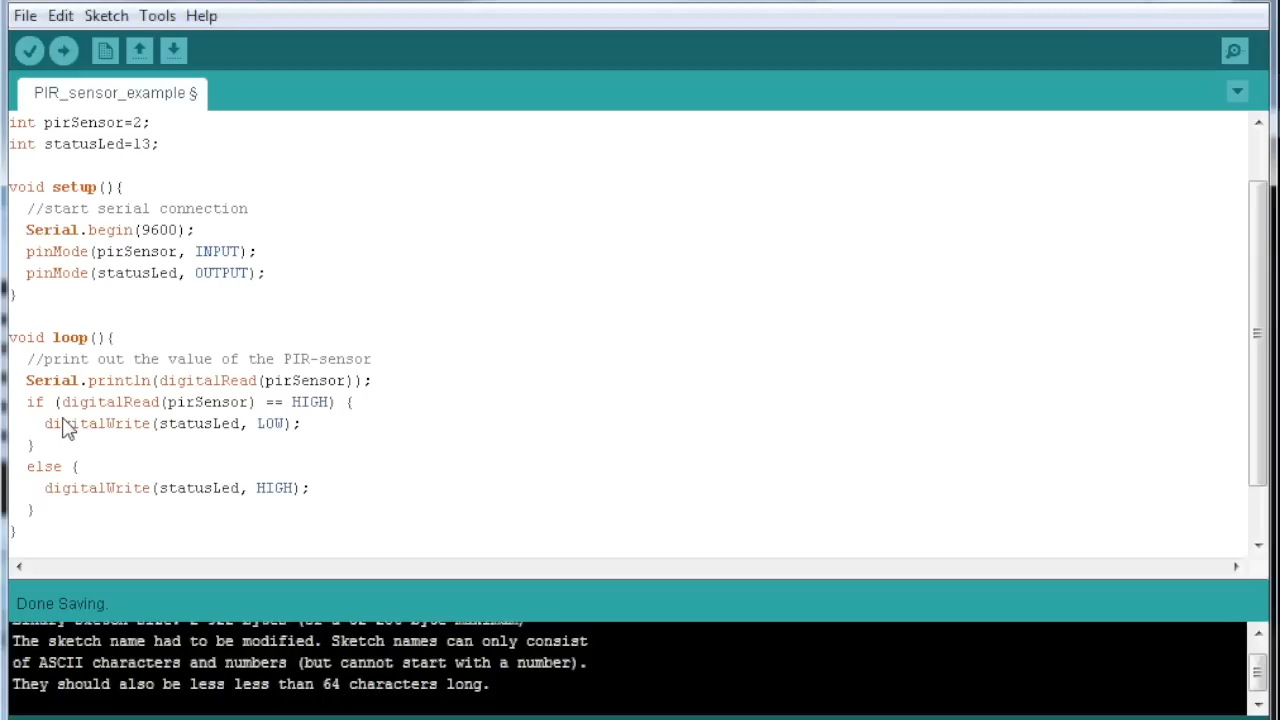 File Edit Sketch Tools Help
PIR_sensor_example §
int pirSensor=2;
int statusLed=13;
void setup(){
//start serial connection
Serial.begin(9600);
pinMode(pirSensor, INPUT);
pinMode(statusLed, OUTPUT);
}
void loop(){
//print out the value of the PIR-sensor
Serial.println(digitalRead(pirSensor));
if (digitalRead(pirSensor) == HIGH) {
digitalWrite(statusLed, LOW);
}
else {
digitalWrite(statusLed, HIGH);
}
}
Done Saving.
The sketch name had to be modified. Sketch names can only consist
of ASCII characters and numbers (but cannot start with a number).
They should also be less less than 64 characters long.